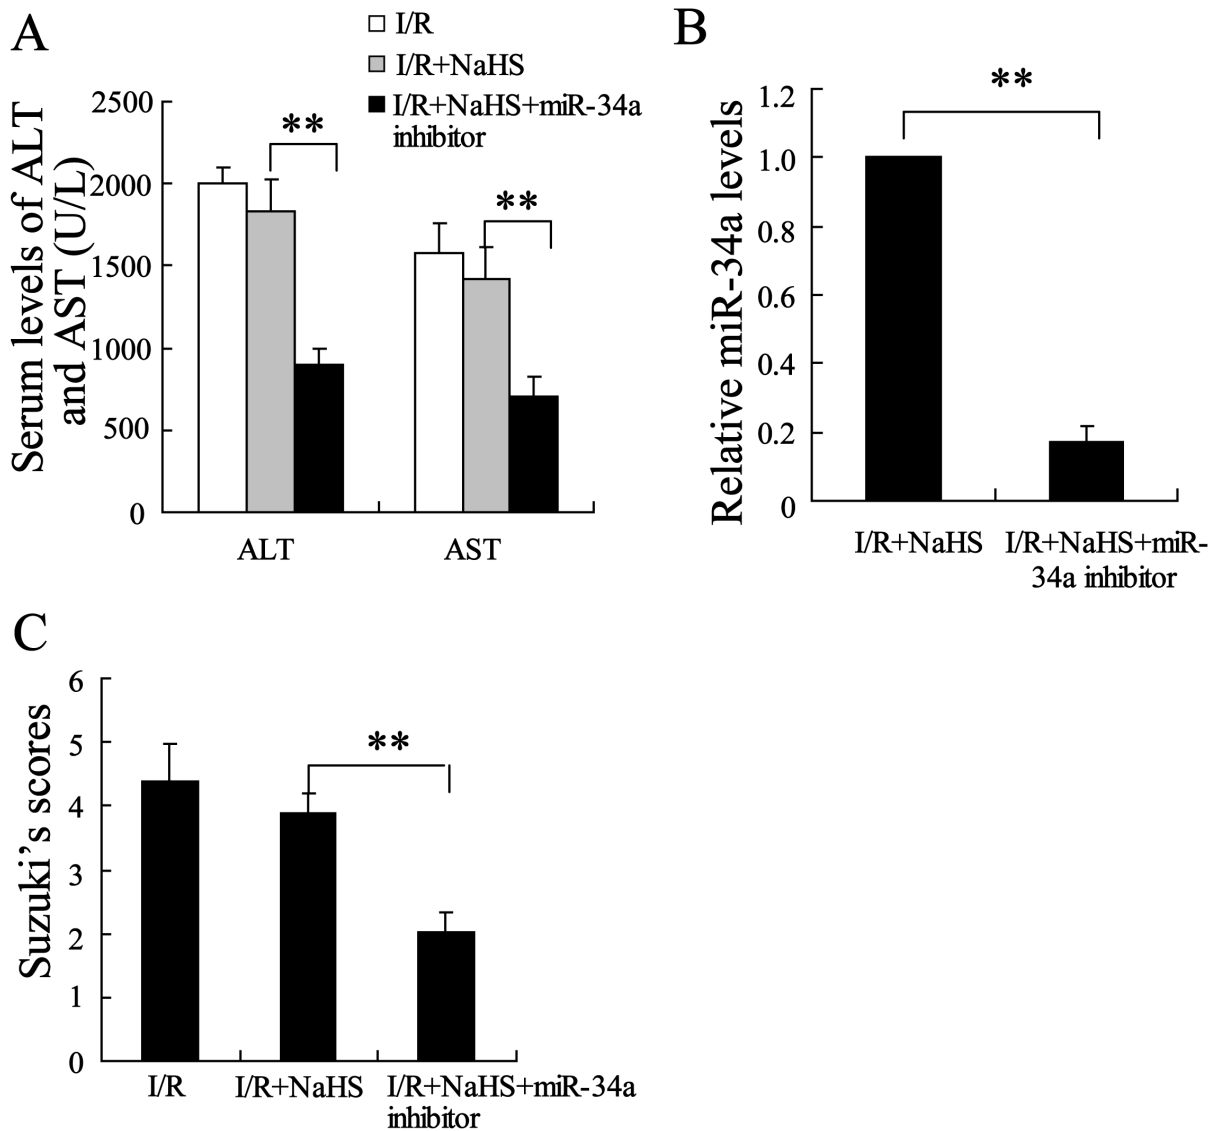 A
I/R
I/R+NaHS
I/R+NaHS+miR-34a
inhibitor
Serum levels of ALT
and AST (U/L)
2500
2000
1500
1000
500
0
**
**
ALT
AST
B
Relative miR-34a levels
1.2
1.0
0.8
0.6
0.4
0.2
0
**
I/R+NaHS
I/R+NaHS+miR-
34a inhibitor
C
Suzuki's scores
6
5
4
3
2
1
0
**
I/R
I/R+NaHS
I/R+NaHS+miR-34a
inhibitor